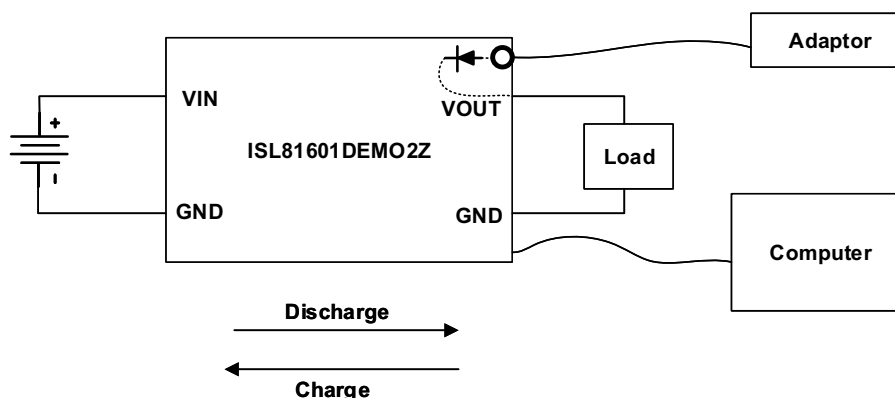 Adaptor
VIN
VOUT
+
ISL81601DEMO2Z
Load
-
GND
GND
Computer
Discharge
Charge